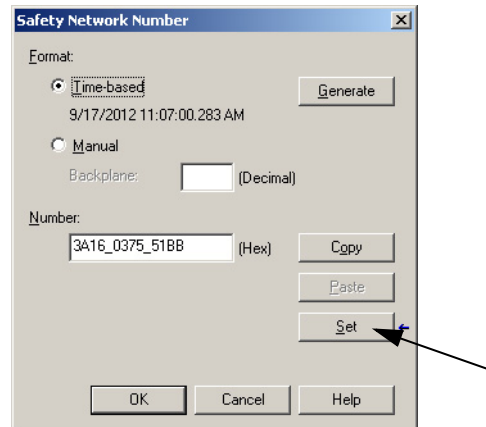 Safety Network Number
Format:
Time-based
Generate
9/17/2012 11:07:00.283 AM
Manual
Backplane:
(Decimal)
Number:
3A16_0375_51BB
(Hex)
Copy
Paste
Set
OK
Cancel
Help